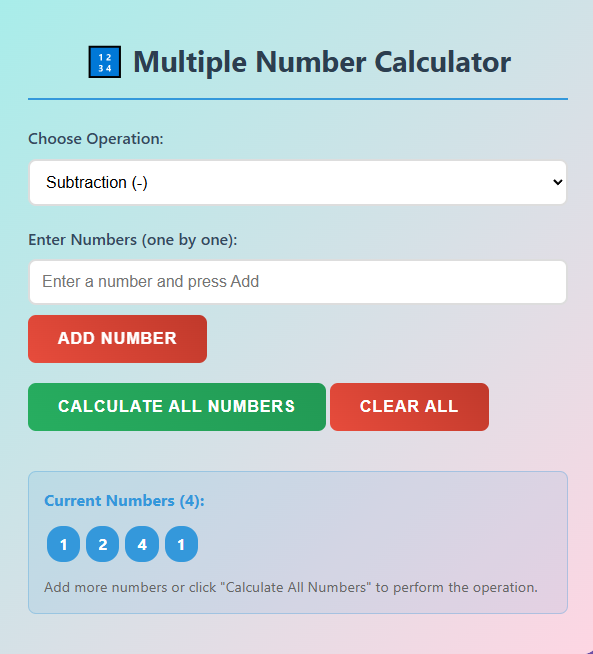 🔢 Multiple Number Calculator
Choose Operation:
Subtraction (-)
Enter Numbers (one by one):
Enter a number and press Add
ADD NUMBER
CALCULATE ALL NUMBERS CLEAR ALL
Current Numbers (4):
1 2 4 1
Add more numbers or click "Calculate All Numbers" to perform the operation.